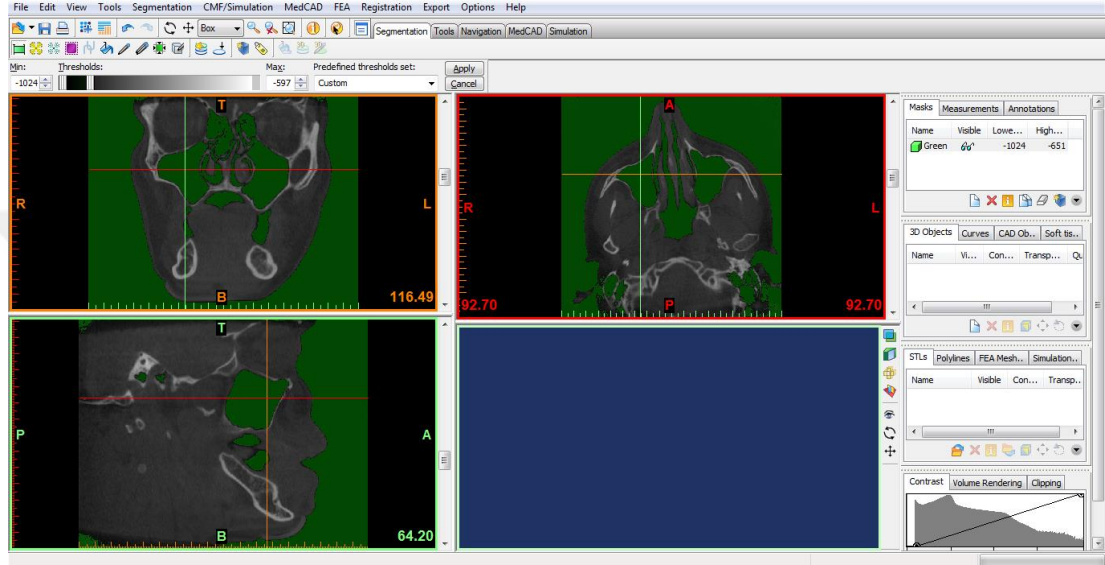 File Edit View Tools Segmentation CMF/Simulation MedCAD FEA Registration Export Options Help
Box Segmentation Tools Navigation MedCAD Simulation
Min: Thresholds: Max: Predefined thresholds set: Apply
-1024 -597 Custom Cancel
T
R L
B 116.49
A
R L
P
92.70 92.70
T
P A
B 64.20
Masks Measurements Annotations
Name Visible Lowe... High...
Green -1024 -651
3D Objects Curves CAD Ob.. Soft tis..
Name Vi... Con... Transp... Qu
STLs Polylines FEA Mesh.. Simulation..
Name Visible Con... Transp..
Contrast Volume Rendering Clipping